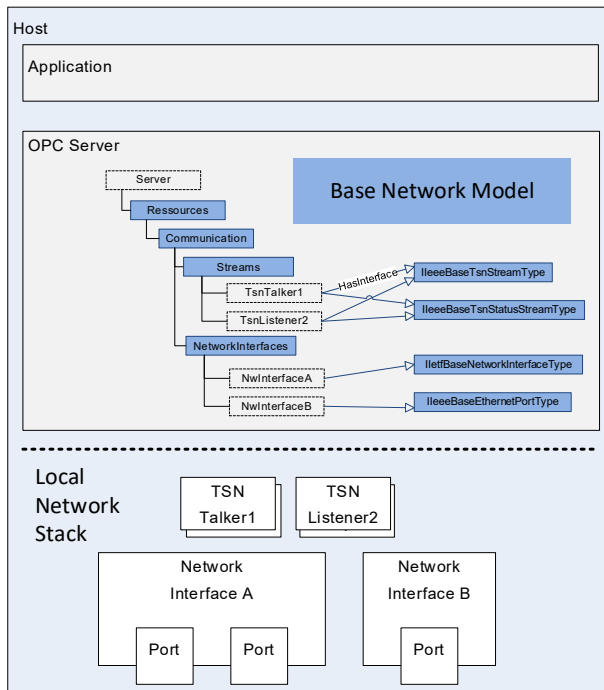 Host
Application
OPC Server
Base Network Model
Server
Ressources
Communication
Streams
HasInterface
TsnTalker1
IIeeeBaseTsnStreamType
TsnListener2
IIeeeBaseTsnStatusStreamType
NetworkInterfaces
NwInterfaceA
IIetfBaseNetworkInterfaceType
NwInterfaceB
IIeeeBaseEthernetPortType
Local
Network
Stack
TSN
Talker1
TSN
Listener2
Network
Interface A
Port
Port
Network
Interface B
Port